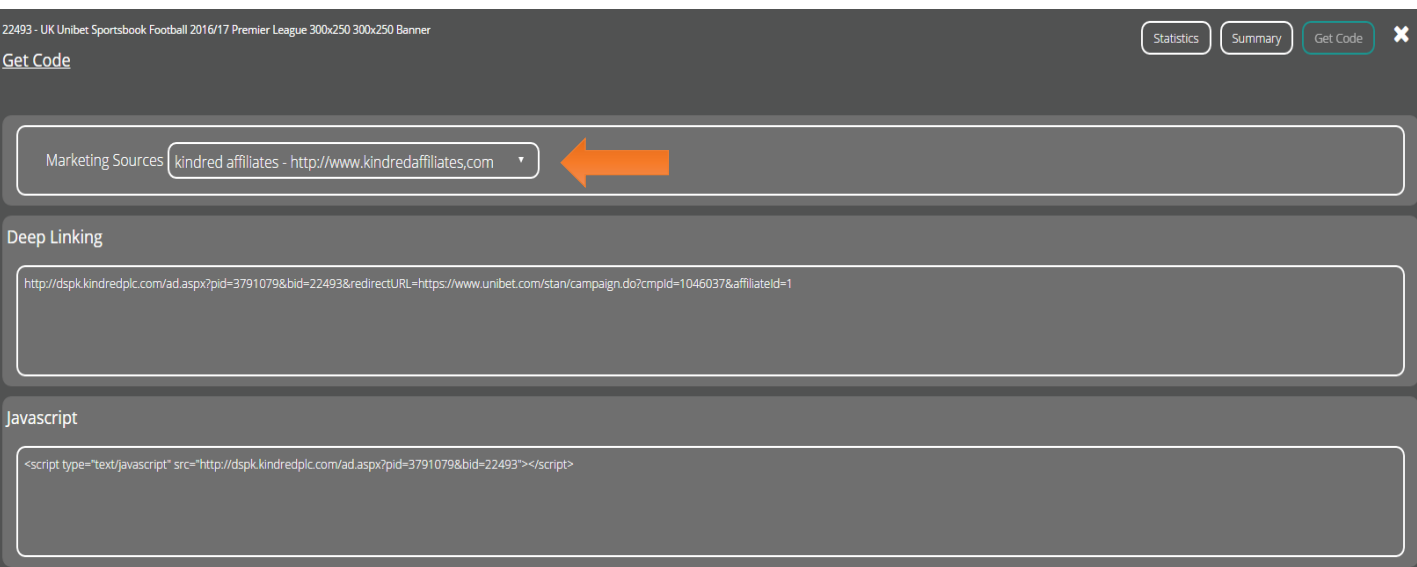 22493 - UK Unibet Sportsbook Football 2016/17 Premier League 300x250 300x250 Banner
Statistics
Summary
Get Code
Get Code
Marketing Sources
kindred affiliates - http://www.kindredaffiliates,com
Deep Linking
http://dspk.kindredplc.com/ad.aspx?pid=3791079&bid=22493&redirectURL=https://www.unibet.com/stan/campaign.do?cmpId=1046037&affiliateId=1
Javascript
<script type="text/javascript" src="http://dspk.kindredplc.com/ad.aspx?pid=3791079&bid=22493"></script>